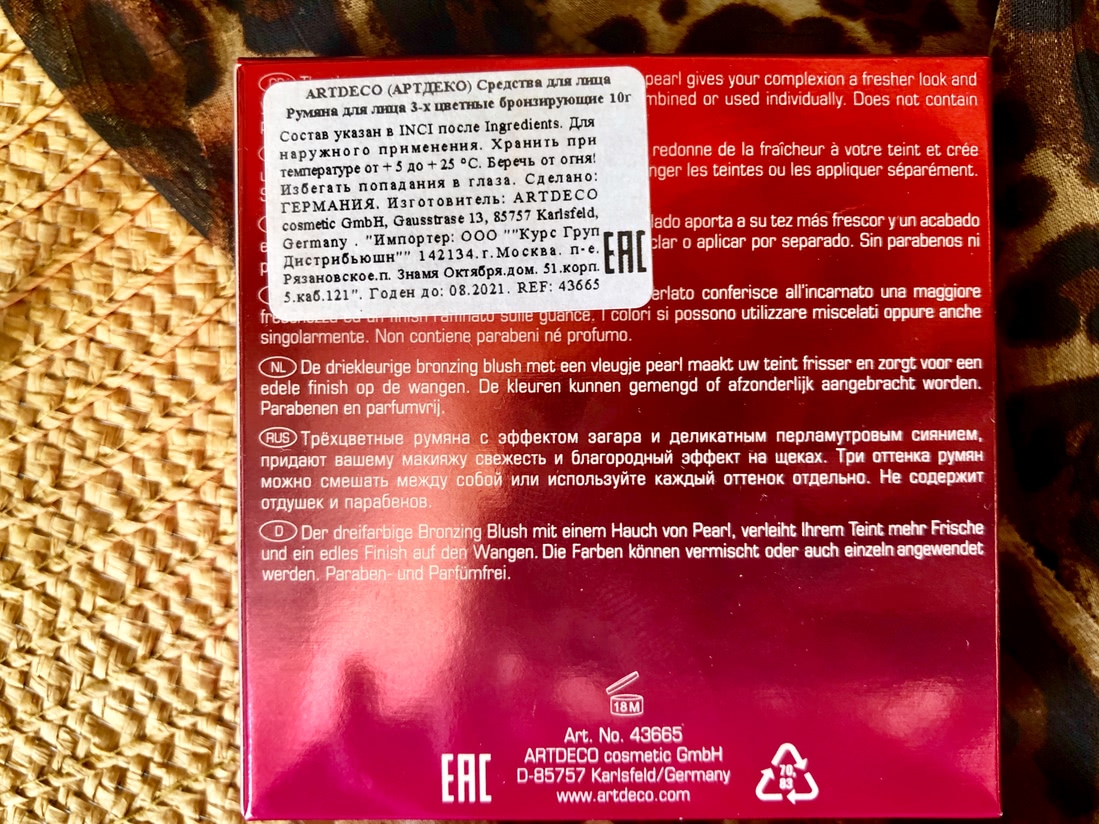 ARTDECO (АРТДЕКО) Средства для лица
Румяна для лица 3-х цветные бронзирующие 10г
Состав указан в INCI после Ingredients. Для
наружного применения. Хранить при
температуре от + 5 до + 25 °C. Беречь от огня!
Избегать попадания в глаза. Сделано:
ГЕРМАНИЯ. Изготовитель: ARTDECO
cosmetic GmbH, Gausstrase 13, 85757 Karlsfeld,
Germany . "Импортер: ООО ""Курс Груп
Дистрибьюшн"" 142134.г.Москва. п-е.
Рязановское.п. Знамя Октября.дом. 51.корп.
5.каб.121". Годен до: 08.2021. REF: 43665
EAC
pearl gives your complexion a fresher look and
or used individually. Does not contain
redonne de la fraîcheur à votre teint et crée
les teintes ou les appliquer séparément.
aporta a su tez más frescor y un acabado
o aplicar por separado. Sin parabenos ni
conferisce all'incarnato una maggiore
sulle guance. I colori si possono utilizzare miscelati oppure anche
singolarmente. Non contiene parabeni né profumo.
NL De driekleurige bronzing blush met een vleugje pearl maakt uw teint frisser en zorgt voor een
edele finish op de wangen. De kleuren kunnen gemengd of afzonderlijk aangebracht worden.
Parabenen en parfumvrij.
RUS Трёхцветные румяна с эффектом загара и деликатным перламутровым сиянием,
придают вашему макияжу свежесть и благородный эффект на щеках. Три оттенка румян
можно смешать между собой или используйте каждый оттенок отдельно. Не содержит
отдушек и парабенов.
D Der dreifarbige Bronzing Blush mit einem Hauch von Pearl, verleiht Ihrem Teint mehr Frische
und ein edles Finish auf den Wangen. Die Farben können vermischt oder auch einzeln angewendet
werden. Paraben- und Parfümfrei.
18M
Art. No. 43665
ARTDECO cosmetic GmbH
D-85757 Karlsfeld/Germany
www.artdeco.com
EAC
70,
83